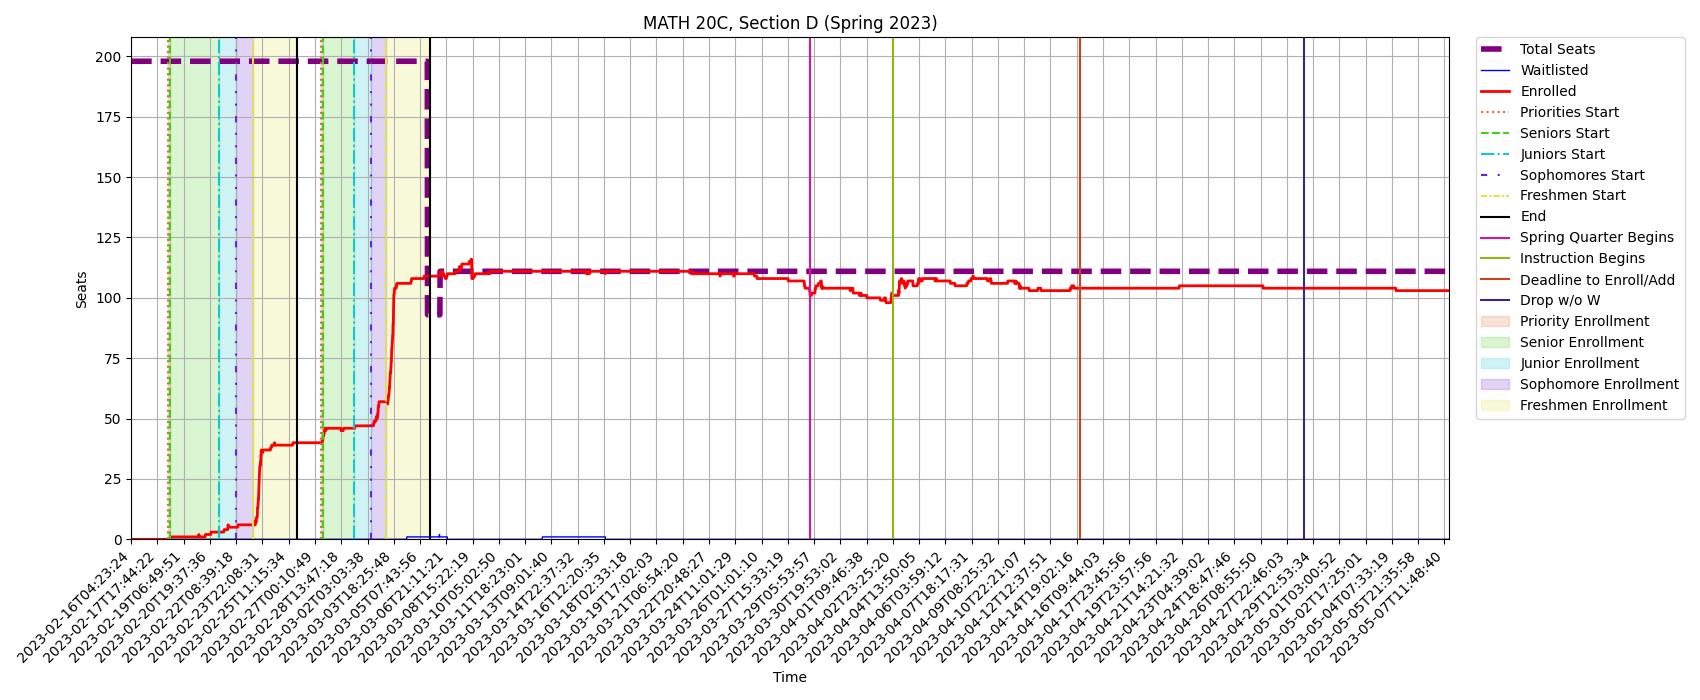 MATH 20C, Section D (Spring 2023)
Seats
200
175
150
125
100
75
50
25
0
2023-02-16T04:23:24
2023-02-17T17:44:22
2023-02-19T06:49:51
2023-02-20T19:37:36
2023-02-22T08:39:18
2023-02-23T22:08:31
2023-02-25T11:15:34
2023-02-27T00:10:49
2023-02-28T13:47:18
2023-03-02T03:03:38
2023-03-03T18:25:48
2023-03-05T07:43:56
2023-03-06T21:11:21
2023-03-08T15:22:19
2023-03-10T05:02:50
2023-03-11T18:23:01
2023-03-13T09:01:40
2023-03-14T22:37:32
2023-03-16T12:20:35
2023-03-18T02:33:18
2023-03-19T17:02:03
2023-03-21T06:54:20
2023-03-22T20:48:27
2023-03-24T11:01:29
2023-03-26T01:01:10
2023-03-27T15:33:19
2023-03-29T05:53:57
2023-03-30T19:53:02
2023-04-01T09:46:38
2023-04-02T23:25:20
2023-04-04T13:50:05
2023-04-06T03:59:12
2023-04-07T18:17:31
2023-04-09T08:25:32
2023-04-10T22:21:07
2023-04-12T12:37:51
2023-04-14T19:02:16
2023-04-16T09:44:03
2023-04-17T23:45:56
2023-04-19T23:57:56
2023-04-21T14:21:32
2023-04-23T04:39:02
2023-04-24T18:47:46
2023-04-26T08:55:50
2023-04-27T22:46:03
2023-04-29T12:53:34
2023-05-01T03:00:52
2023-05-02T17:25:01
2023-05-04T07:33:19
2023-05-05T21:35:58
2023-05-07T11:48:40
Time
Total Seats
Waitlisted
Enrolled
Priorities Start
Seniors Start
Juniors Start
Sophomores Start
Freshmen Start
End
Spring Quarter Begins
Instruction Begins
Deadline to Enroll/Add
Drop w/o W
Priority Enrollment
Senior Enrollment
Junior Enrollment
Sophomore Enrollment
Freshmen Enrollment